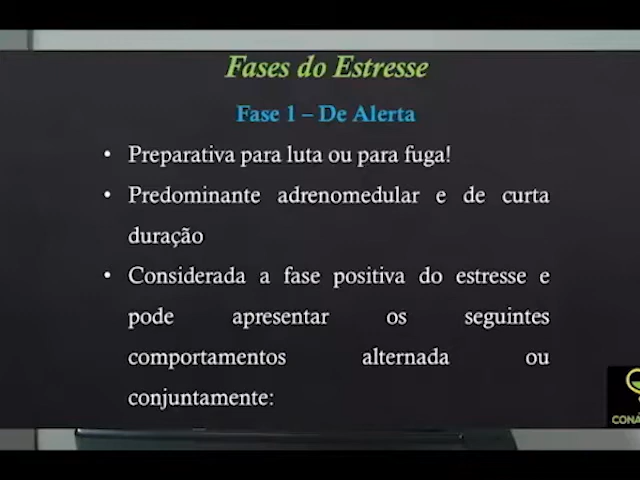 Fases do Estresse
Fase 1 – De Alerta
• Preparativa para luta ou para fuga!
• Predominante adrenomedular e de curta
duração
• Considerada a fase positiva do estresse e
pode apresentar os seguintes
comportamentos alternada ou
conjuntamente: